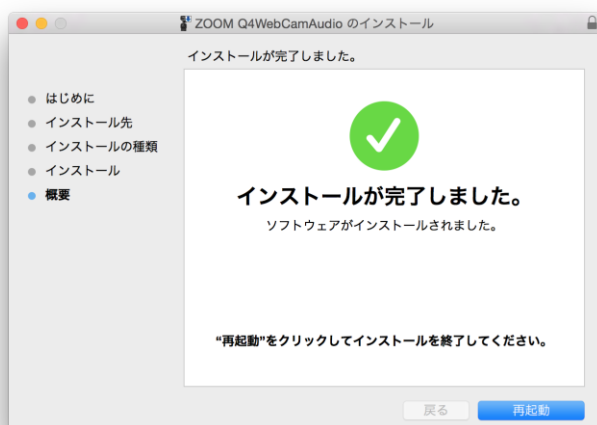 ZOOM Q4WebCamAudio のインストール
インストールが完了しました。
はじめに
インストール先
インストールの種類
インストール
概要
インストールが完了しました。
ソフトウェアがインストールされました。
“再起動”をクリックしてインストールを終了してください。
戻る
再起動